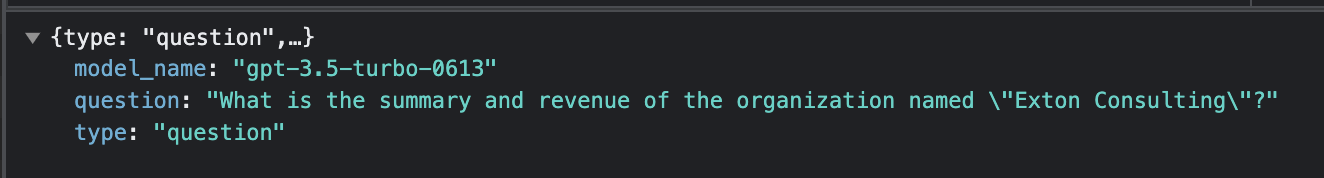 {type: "question",…}
model_name: "gpt-3.5-turbo-0613"
question: "What is the summary and revenue of the organization named \"Exton Consulting\"?"
type: "question"